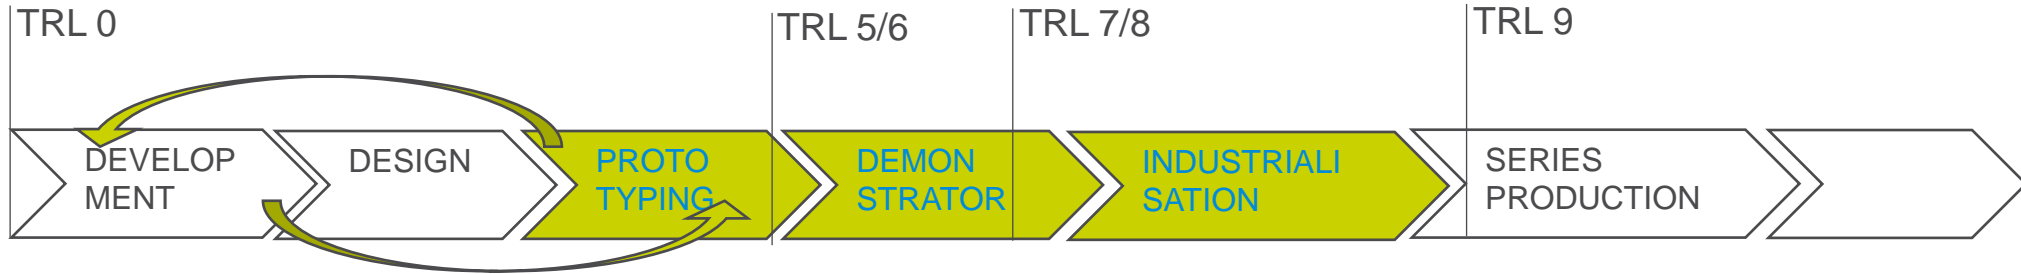 TRL 0
TRL 5/6
TRL 7/8
TRL 9
DEVELOP
MENT
DESIGN
PROTO
TYPING
DEMON
STRATOR
INDUSTRIALI
SATION
SERIES
PRODUCTION